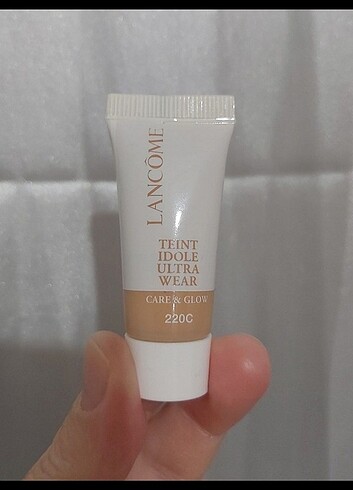 LANCÔME
TEINT
IDOLE
ULTRA
WEAR
CARE & GLOW
220C